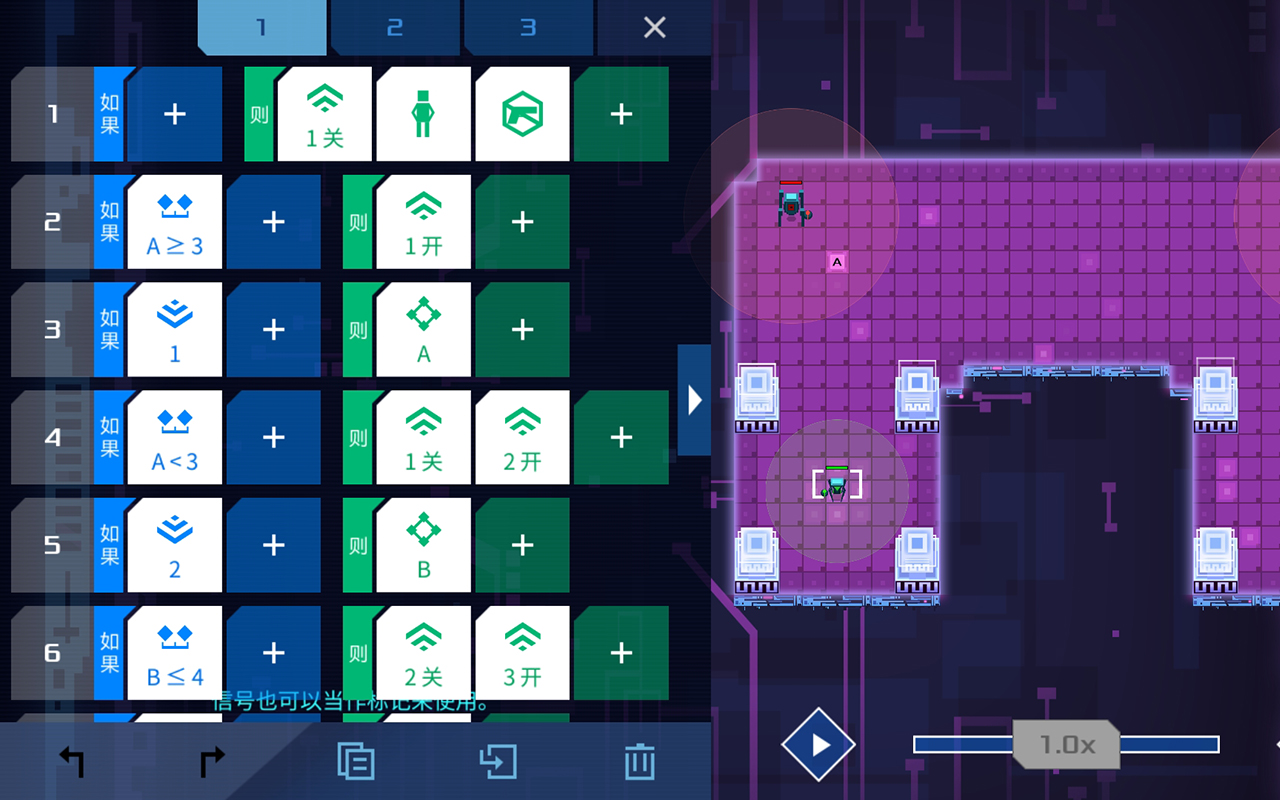 1 2 3
1 如果 则 1关
2 如果 A≥3 则 1开
3 如果 1 则 A
4 如果 A<3 则 1关 2开
5 如果 2 则 B
6 如果 B≤4 则 2关 3开
信号也可以当作标记来使用。
A
1.0x